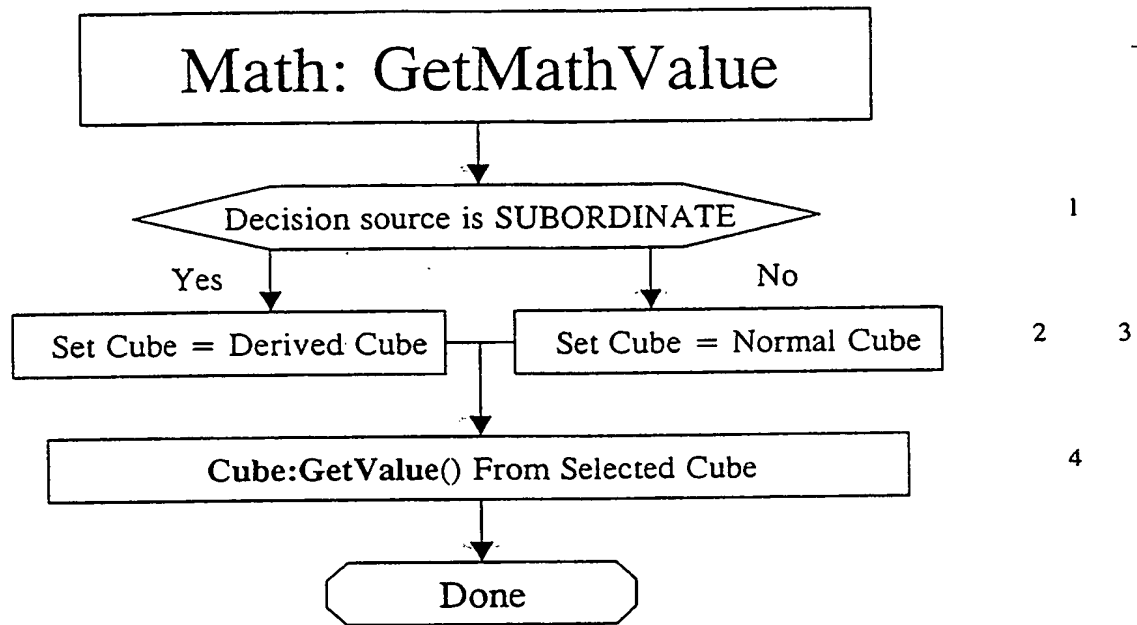 Math: GetMathValue
Decision source is SUBORDINATE 1
Yes No
Set Cube = Derived Cube Set Cube = Normal Cube 2 3
Cube:GetValue() From Selected Cube 4
Done